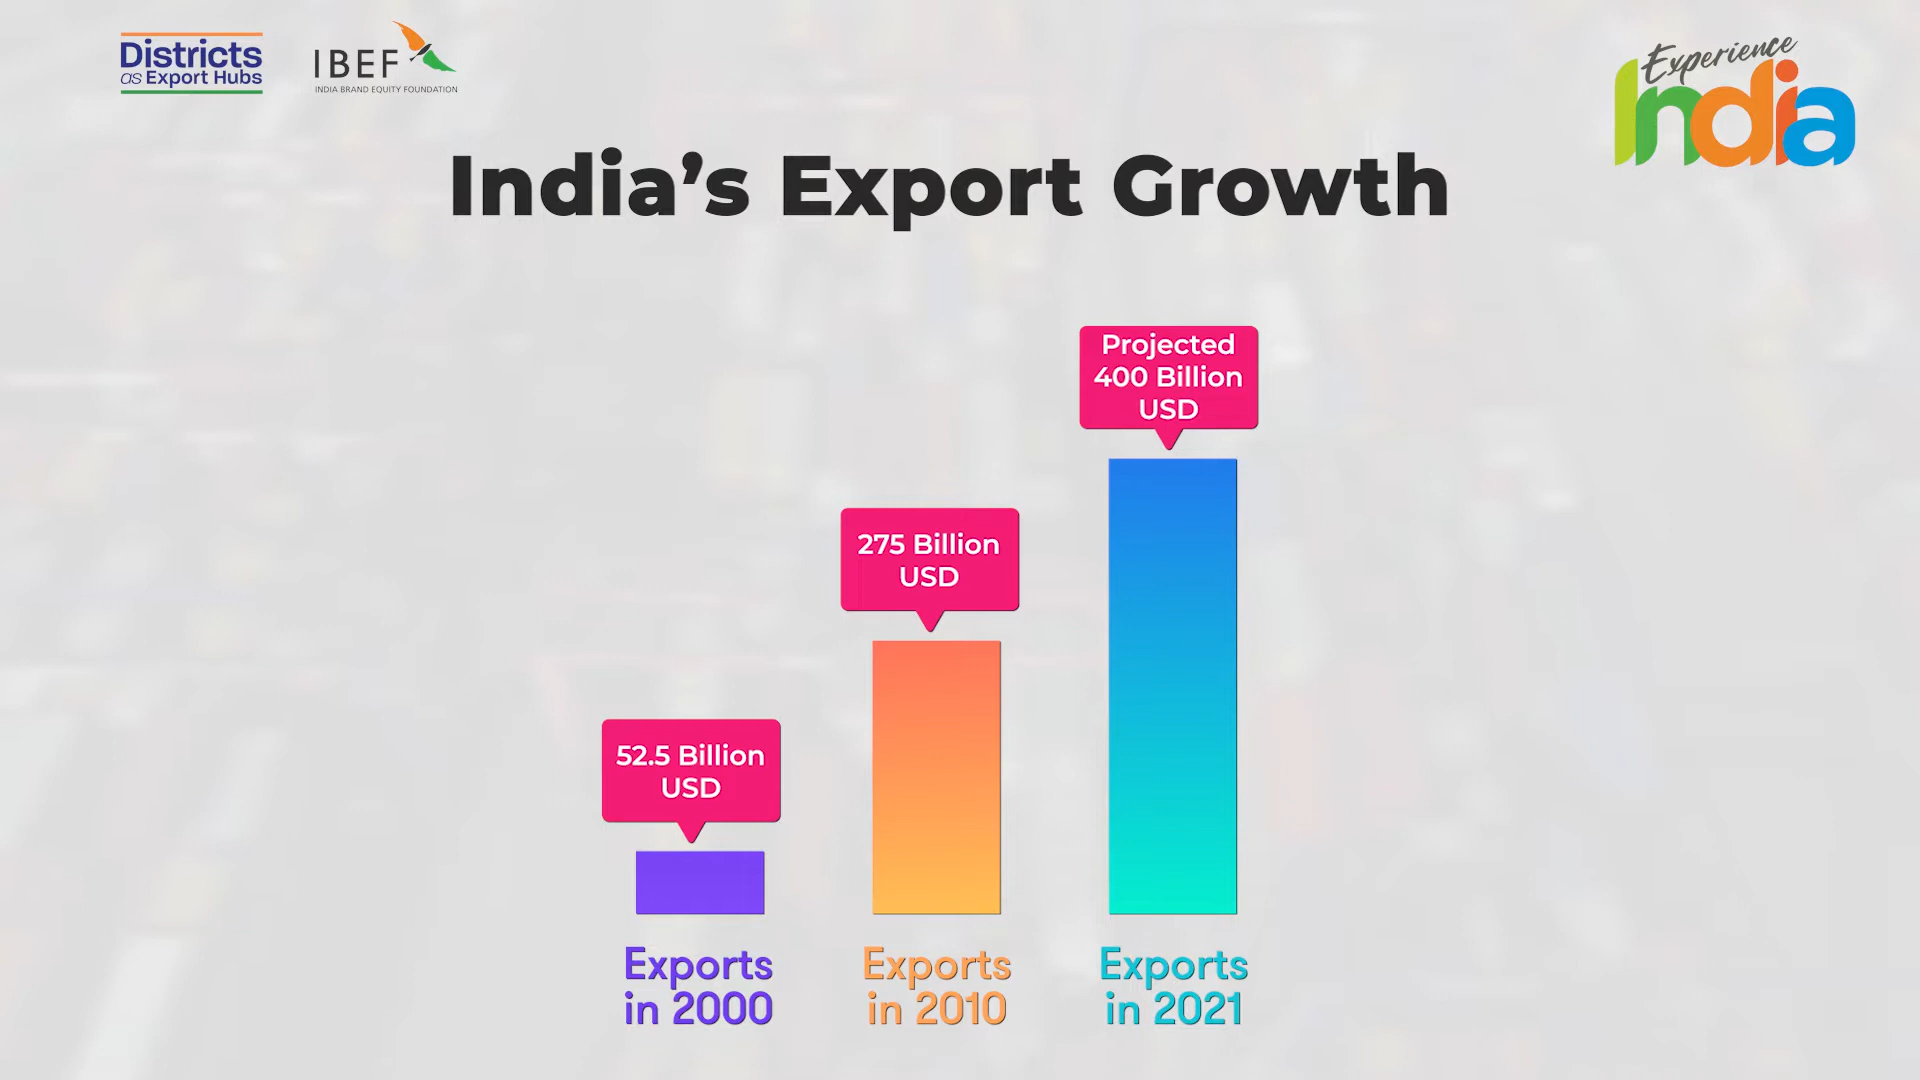 Districts
as Export Hubs
IBEF
INDIA BRAND EQUITY FOUNDATION
Experience
India
India’s Export Growth
Projected
400 Billion
USD
275 Billion
USD
52.5 Billion
USD
Exports
in 2000
Exports
in 2010
Exports
in 2021